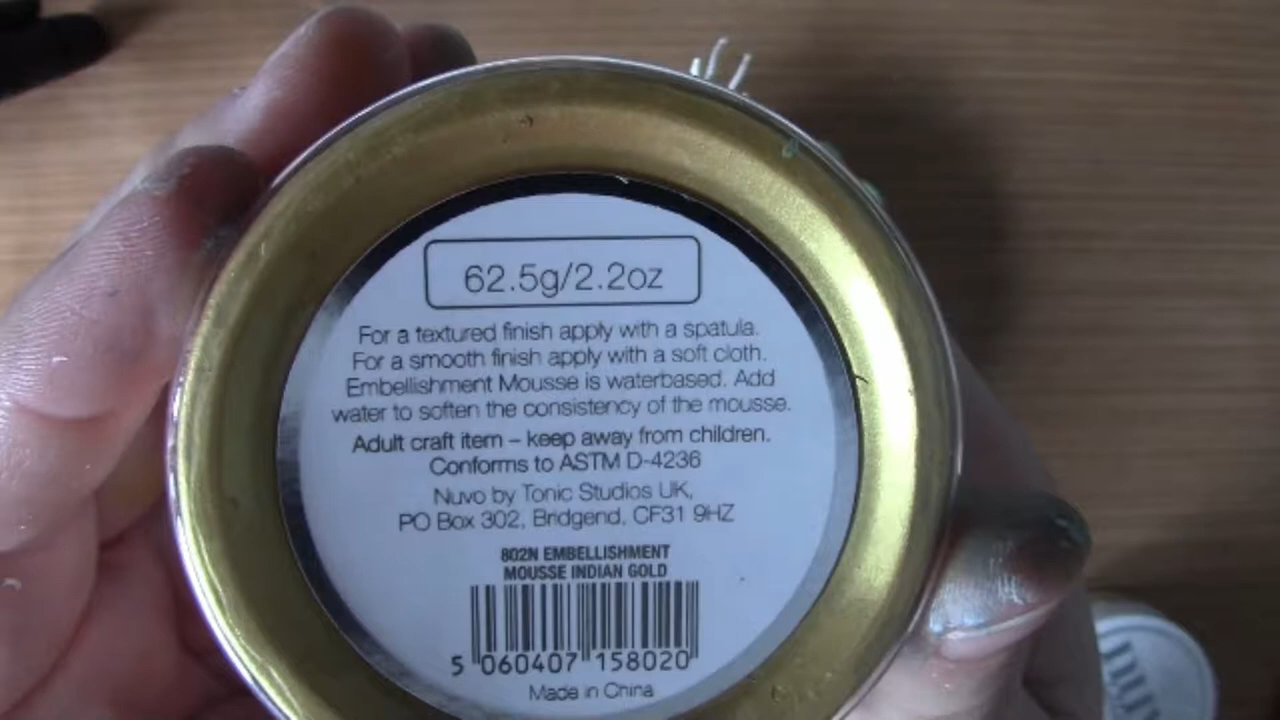 62.5g/2.2oz
For a textured finish apply with a spatula.
For a smooth finish apply with a soft cloth.
Embellishment Mousse is waterbased. Add
water to soften the consistency of the mousse.
Adult craft item – keep away from children.
Conforms to ASTM D-4236
Nuvo by Tonic Studios UK,
PO Box 302, Bridgend, CF31 9HZ
802N EMBELLISHMENT
MOUSSE INDIAN GOLD
5 060407 158020
Made in China